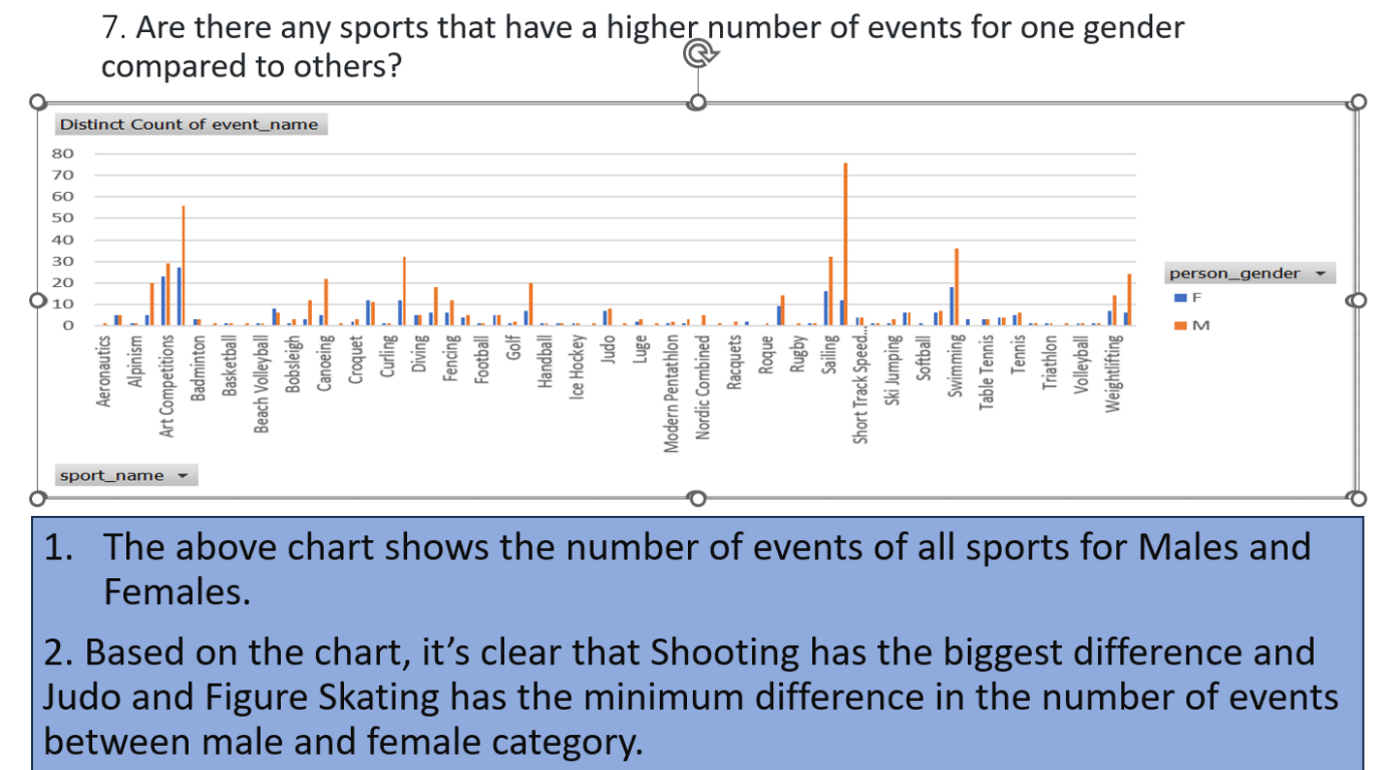 7. Are there any sports that have a higher number of events for one gender
compared to others?
Distinct Count of event_name
80
70
60
50
40
30
20
10
0
Aeronautics
Alpinism
Art Competitions
Badminton
Basketball
Beach Volleyball
Bobsleigh
Canoeing
Croquet
Curling
Diving
Fencing
Football
Golf
Handball
Ice Hockey
Judo
Luge
Modern Pentathlon
Nordic Combined
Racquets
Roque
Rugby
Sailing
Short Track Speed...
Ski Jumping
Softball
Swimming
Table Tennis
Tennis
Triathlon
Volleyball
Weightlifting
person_gender
F
M
sport_name
1. The above chart shows the number of events of all sports for Males and
Females.
2. Based on the chart, it’s clear that Shooting has the biggest difference and
Judo and Figure Skating has the minimum difference in the number of events
between male and female category.